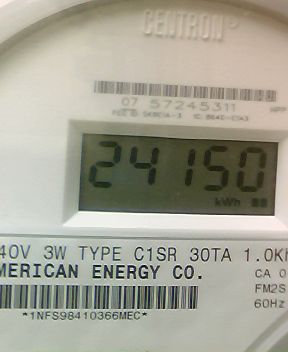 CENTRON®
07 57245311
24150
kWh
40V 3W TYPE C1SR 30TA 1.0Kh
MERICAN ENERGY CO.
CA 0
FM2S
60Hz
*1NFS98410366MEC*